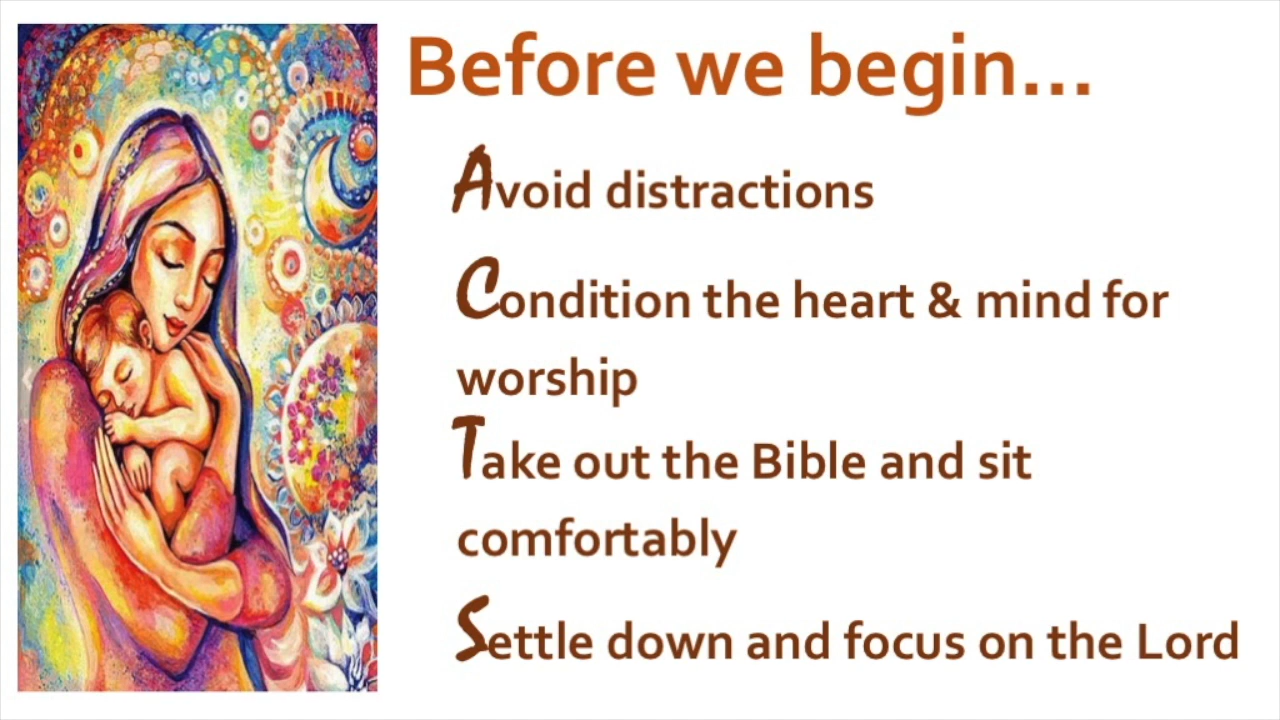 Before we begin...
Avoid distractions
Condition the heart & mind for
worship
Take out the Bible and sit
comfortably
Settle down and focus on the Lord